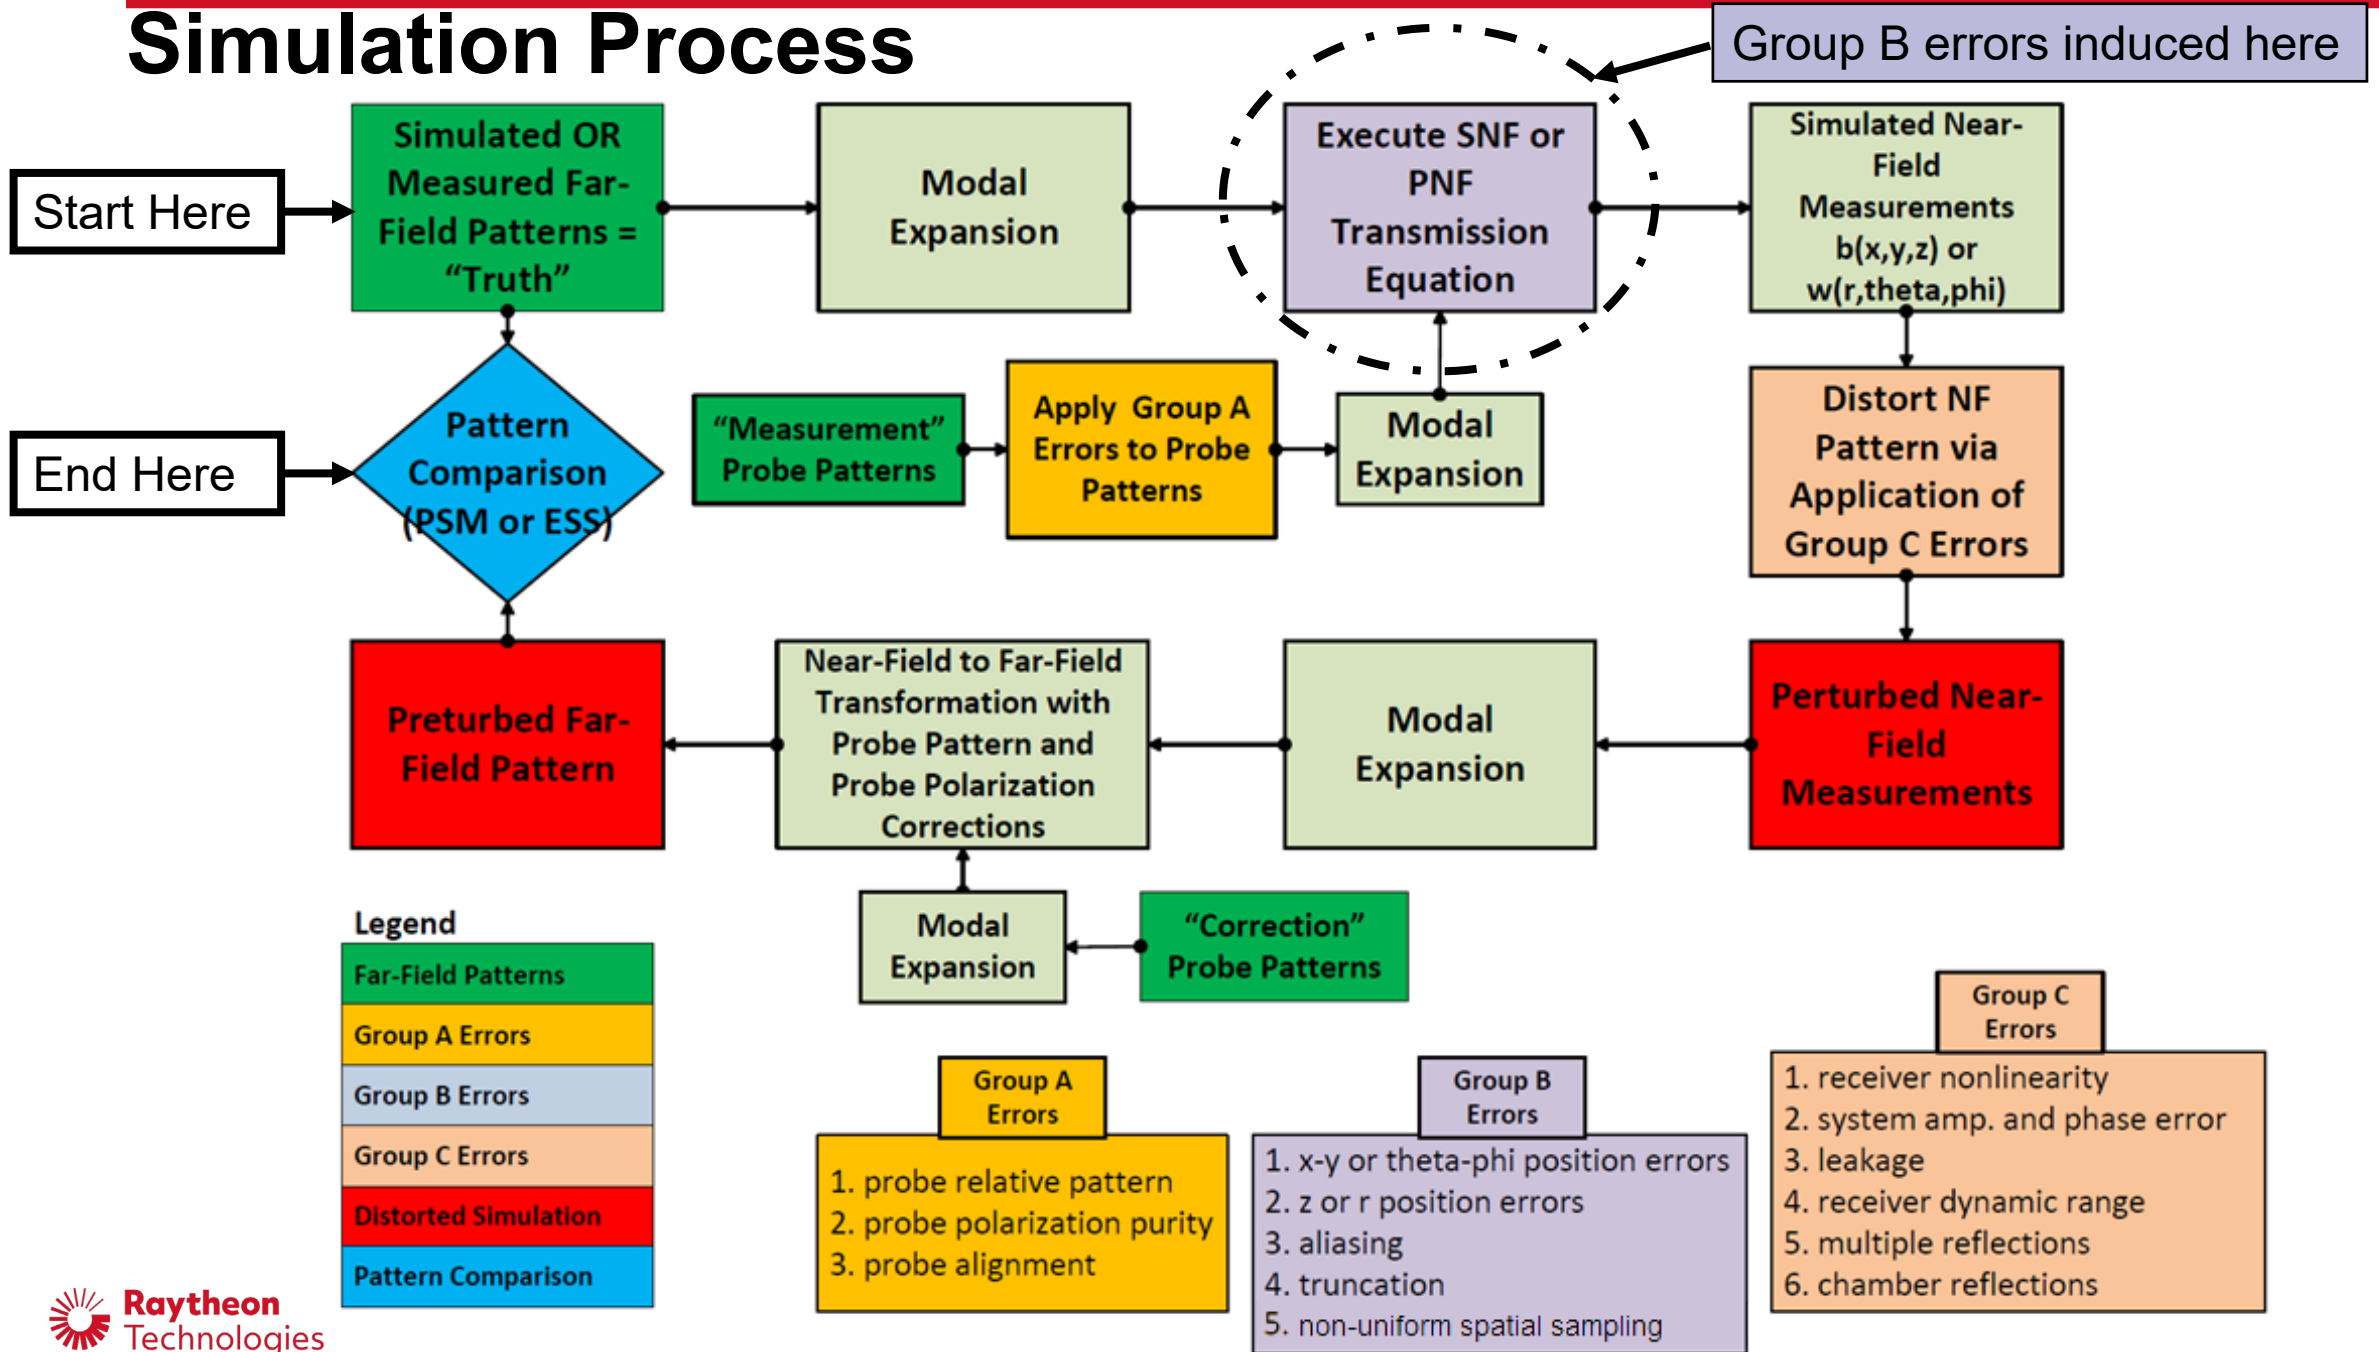 Simulation Process
Group B errors induced here
Start Here
Simulated OR
Measured Far-
Field Patterns =
“Truth”
Modal
Expansion
Execute SNF or
PNF
Transmission
Equation
Simulated Near-
Field
Measurements
b(x,y,z) or
w(r,theta,phi)
End Here
Pattern
Comparison
(PSM or ESS)
“Measurement”
Probe Patterns
Apply Group A
Errors to Probe
Patterns
Modal
Expansion
Distort NF
Pattern via
Application of
Group C Errors
Preturbed Far-
Field Pattern
Near-Field to Far-Field
Transformation with
Probe Pattern and
Probe Polarization
Corrections
Modal
Expansion
Perturbed Near-
Field
Measurements
Modal
Expansion
“Correction”
Probe Patterns
Legend
Far-Field Patterns
Group A Errors
Group B Errors
Group C Errors
Distorted Simulation
Pattern Comparison
Group A
Errors
1. probe relative pattern
2. probe polarization purity
3. probe alignment
Group B
Errors
1. x-y or theta-phi position errors
2. z or r position errors
3. aliasing
4. truncation
5. non-uniform spatial sampling
Group C
Errors
1. receiver nonlinearity
2. system amp. and phase error
3. leakage
4. receiver dynamic range
5. multiple reflections
6. chamber reflections
Raytheon
Technologies